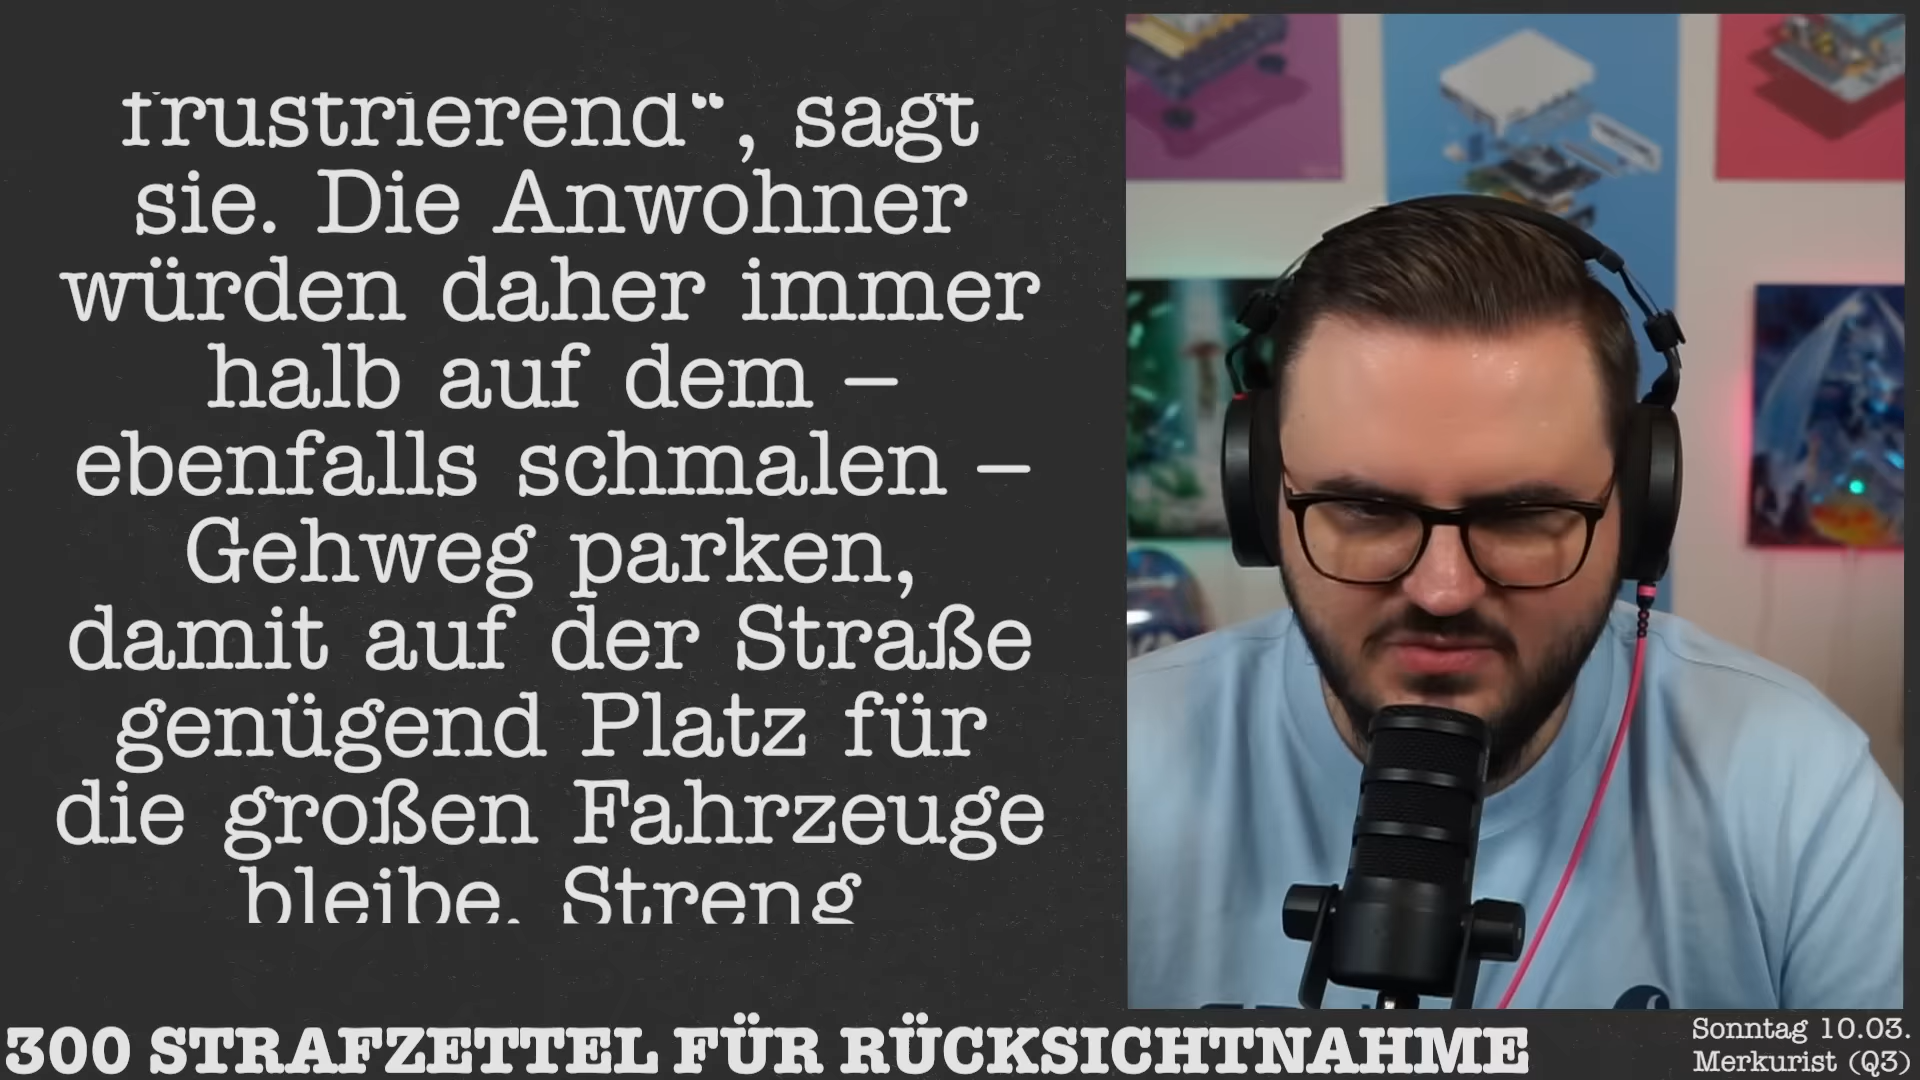 frustrierend“, sagt
sie. Die Anwohner
würden daher immer
halb auf dem –
ebenfalls schmalen –
Gehweg parken,
damit auf der Straße
genügend Platz für
die großen Fahrzeuge
bleibe. Streng
300 STRAFZETTEL FÜR RÜCKSICHTNAHME
Sonntag 10.03.
Merkurist (Q3)